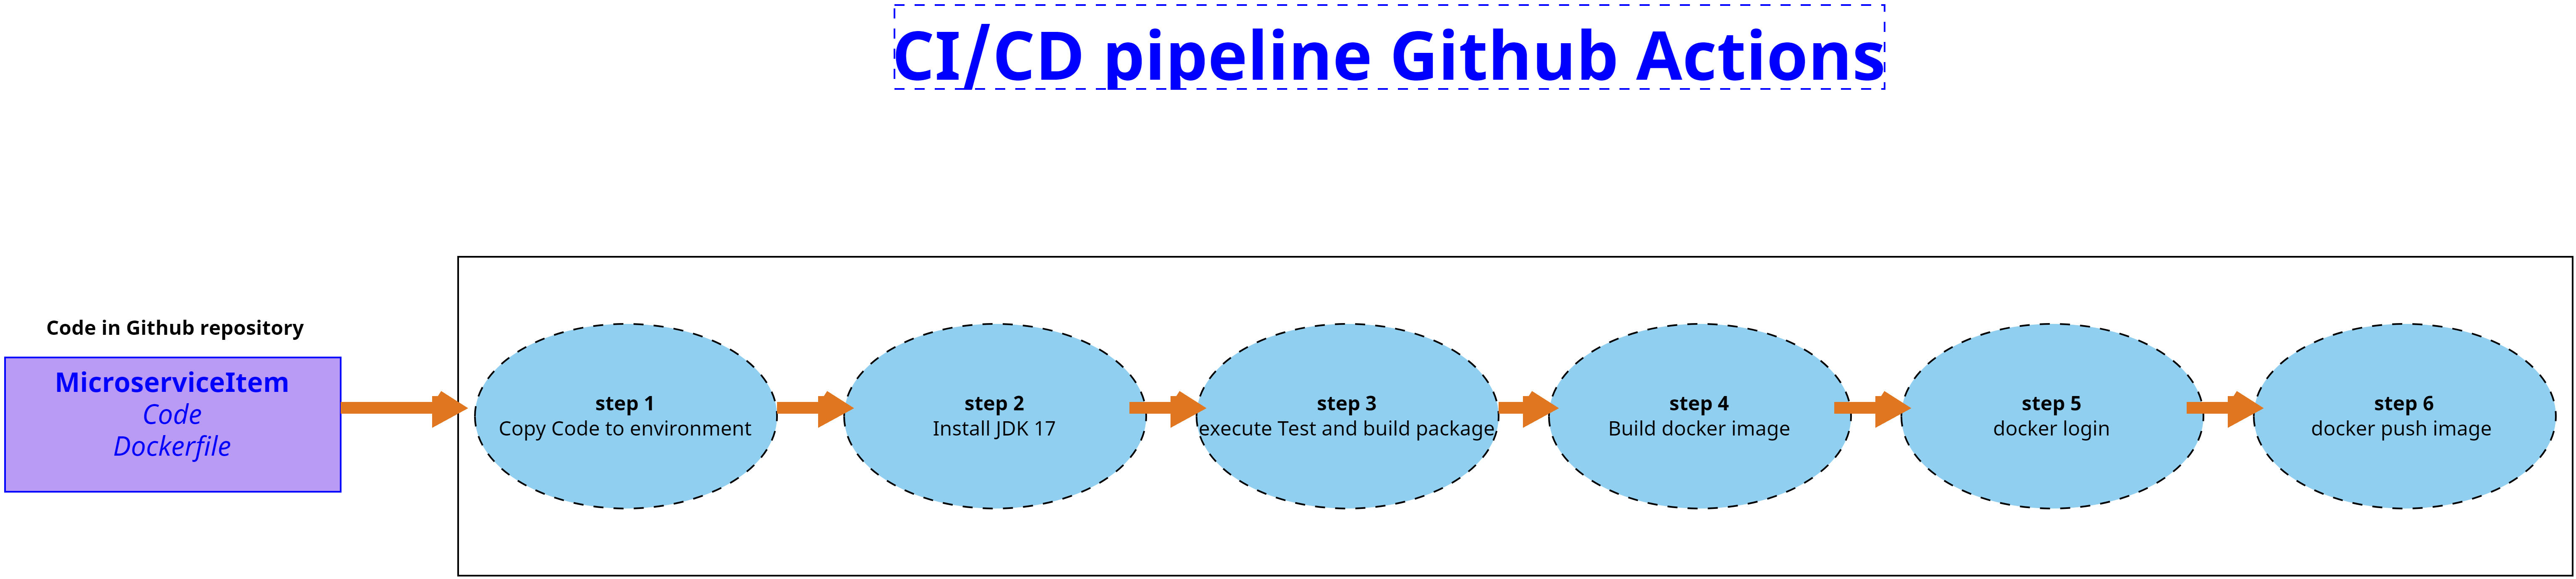 CI/CD pipeline Github Actions
Code in Github repository
MicroserviceItem
Code
Dockerfile
step 1
Copy Code to environment
step 2
Install JDK 17
step 3
execute Test and build package
step 4
Build docker image
step 5
docker login
step 6
docker push image